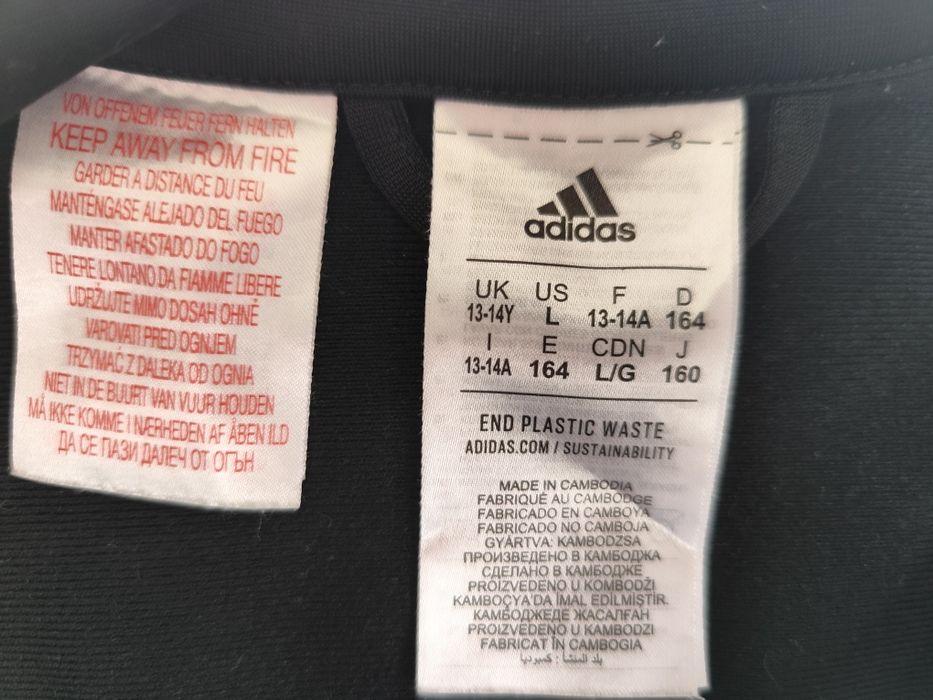 VON OFFENEM FEUER FERN HALTEN
KEEP AWAY FROM FIRE
GARDER A DISTANCE DU FEU
MANTÉNGASE ALEJADO DEL FUEGO
MANTER AFASTADO DO FOGO
TENERE LONTANO DA FIAMME LIBERE
UDRŽUJTE MIMO DOSAH OHNĚ
VAROVATI PRED OGNJEM
TRZYMAĆ Z DALEKA OD OGNIA
NIET IN DE BUURT VAN VUUR HOUDEN
MÅ IKKE KOMME I NÆRHEDEN AF ÅBEN ILD
ДА СЕ ПАЗИ ДАЛЕЧ ОТ ОГЪН
adidas
UK US F D
13-14Y L 13-14A 164
I E CDN J
13-14A 164 L/G 160
END PLASTIC WASTE
ADIDAS.COM / SUSTAINABILITY
MADE IN CAMBODIA
FABRIQUÉ AU CAMBODGE
FABRICADO EN CAMBOYA
FABRICADO NO CAMBOJA
GYÁRTVA: KAMBODZSA
ПРОИЗВЕДЕНО В КАМБОДЖА
СДЕЛАНО В КАМБОДЖЕ
PROIZVEDENO U KOMBODŽI
KAMBOÇYA'DA İMAL EDİLMİŞTİR.
КАМБОДЖЕДЕ ЖАСАЛҒАН
PROIZVEDENO U KAMBODZI
FABRICAT ÎN CAMBOGIA
بلد المنشأ : كمبوديا